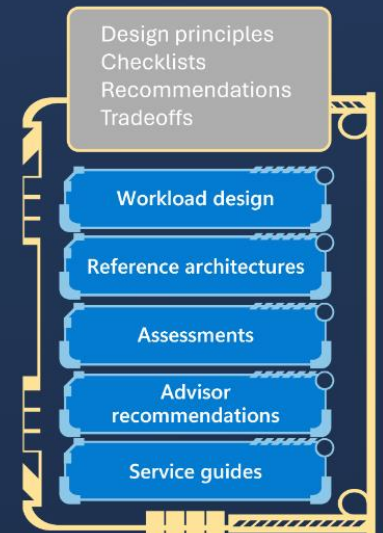 Design principles
Checklists
Recommendations
Tradeoffs
Workload design
Reference architectures
Assessments
Advisor
recommendations
Service guides